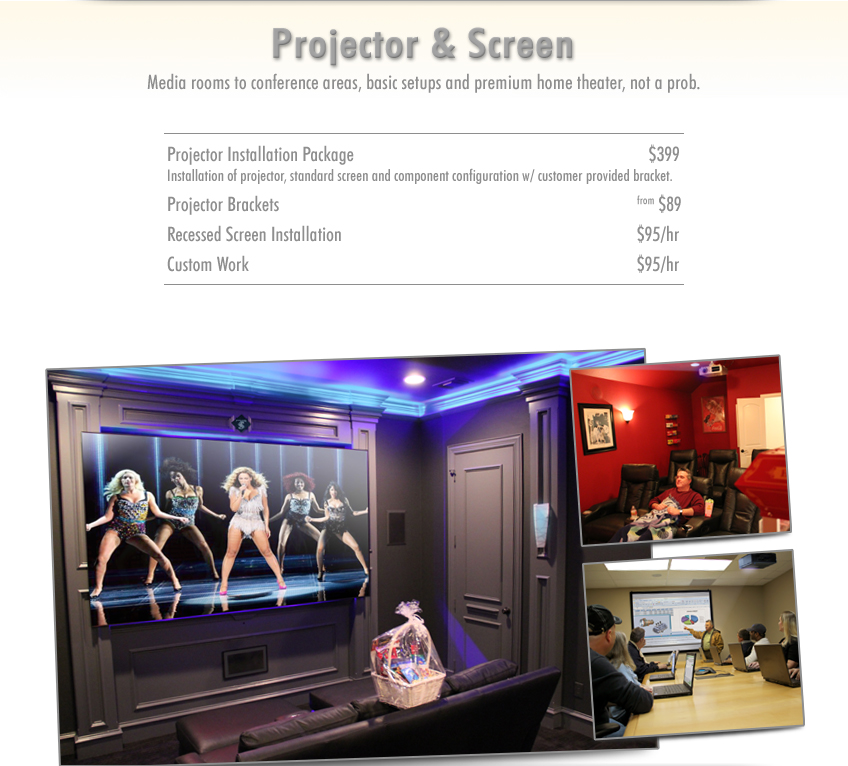 Projector & Screen
Media rooms to conference areas, basic setups and premium home theater, not a prob.
Projector Installation Package $399
Installation of projector, standard screen and component configuration w/ customer provided bracket.
Projector Brackets from $89
Recessed Screen Installation $95/hr
Custom Work $95/hr